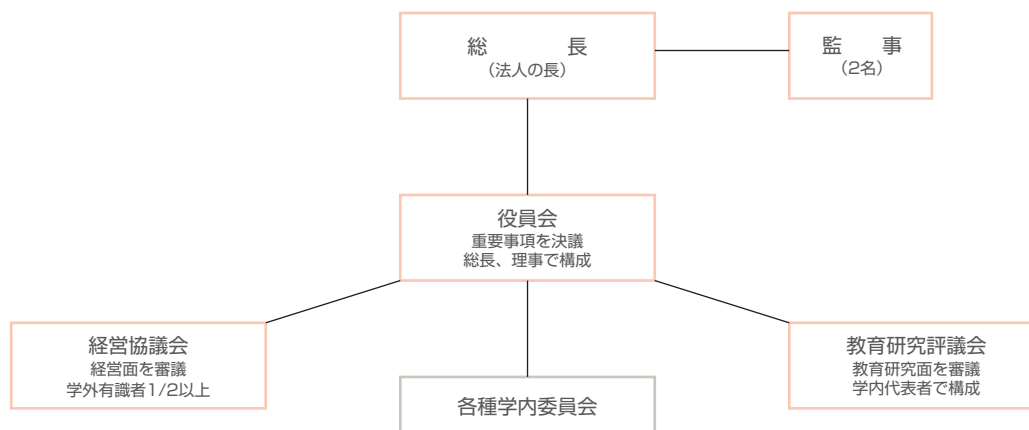 総　長
（法人の長）
監　事
（2名）
役員会
重要事項を決議
総長、理事で構成
経営協議会
経営面を審議
学外有識者1/2以上
各種学内委員会
教育研究評議会
教育研究面を審議
学内代表者で構成